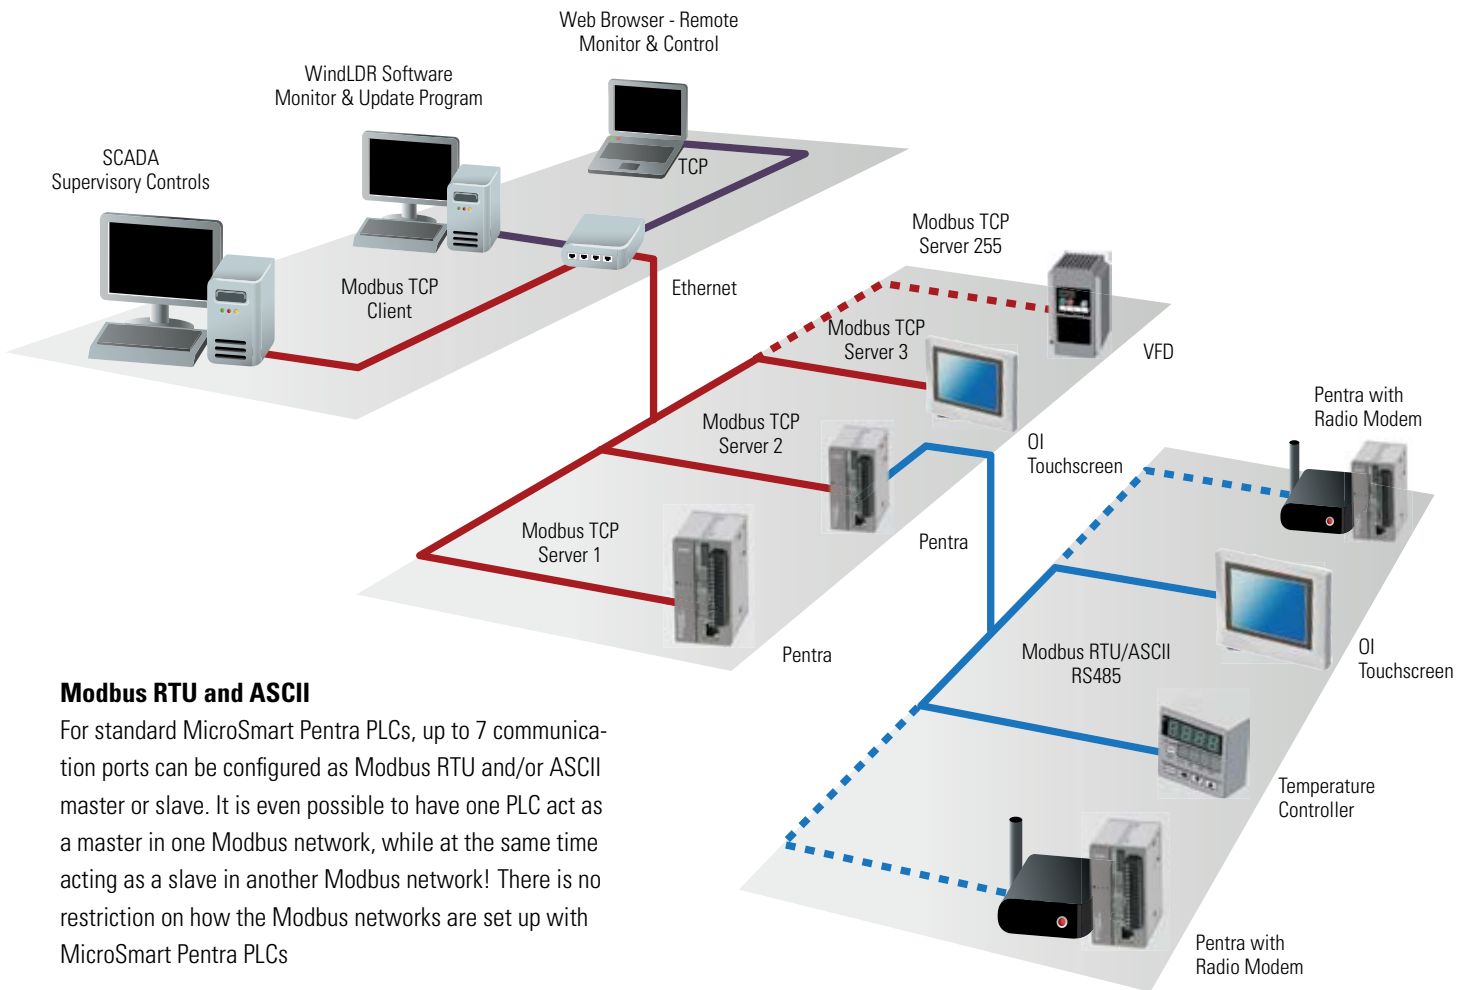 Web Browser - Remote
Monitor & Control
WindLDR Software
Monitor & Update Program
SCADA
Supervisory Controls
TCP
Modbus TCP
Client
Ethernet
Modbus TCP
Server 255
VFD
Modbus TCP
Server 3
OI
Touchscreen
Modbus TCP
Server 2
Pentra
Modbus TCP
Server 1
Pentra
Pentra with
Radio Modem
Modbus RTU/ASCII
RS485
OI
Touchscreen
Temperature
Controller
Pentra with
Radio Modem
Modbus RTU and ASCII
For standard MicroSmart Pentra PLCs, up to 7 communica-
tion ports can be configured as Modbus RTU and/or ASCII
master or slave. It is even possible to have one PLC act as
a master in one Modbus network, while at the same time
acting as a slave in another Modbus network! There is no
restriction on how the Modbus networks are set up with
MicroSmart Pentra PLCs